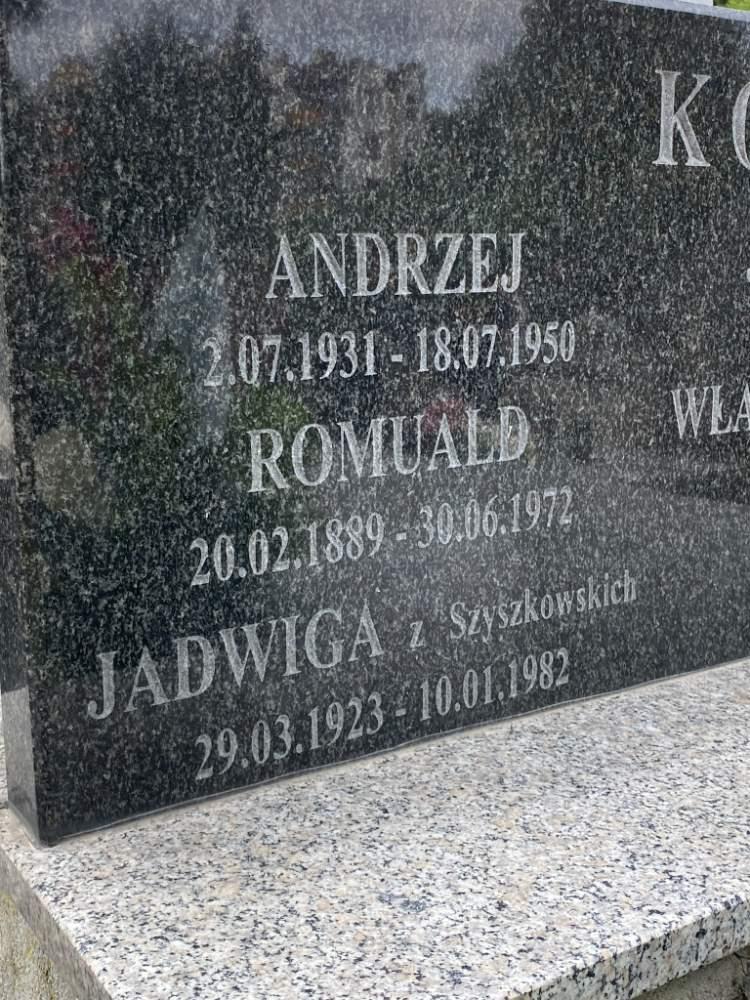 ANDRZEJ
2.07.1931 - 18.07.1950
ROMUALD
20.02.1889 - 30.06.1972
JADWIGA z Szyszkowskich
29.03.1923 - 10.01.1982